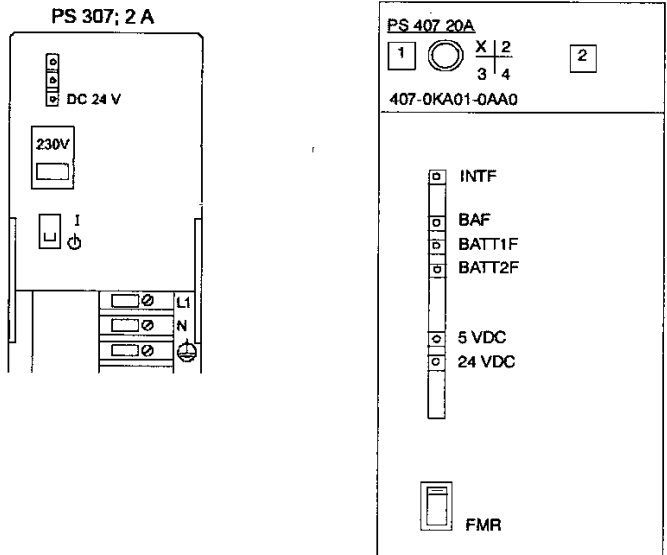 PS 307; 2 A
DC 24 V
230V
I
L1
N
PS 407 20A
1
X 2
3 4
2
407-0KA01-0AA0
INTF
BAF
BATT1F
BATT2F
5 VDC
24 VDC
FMR